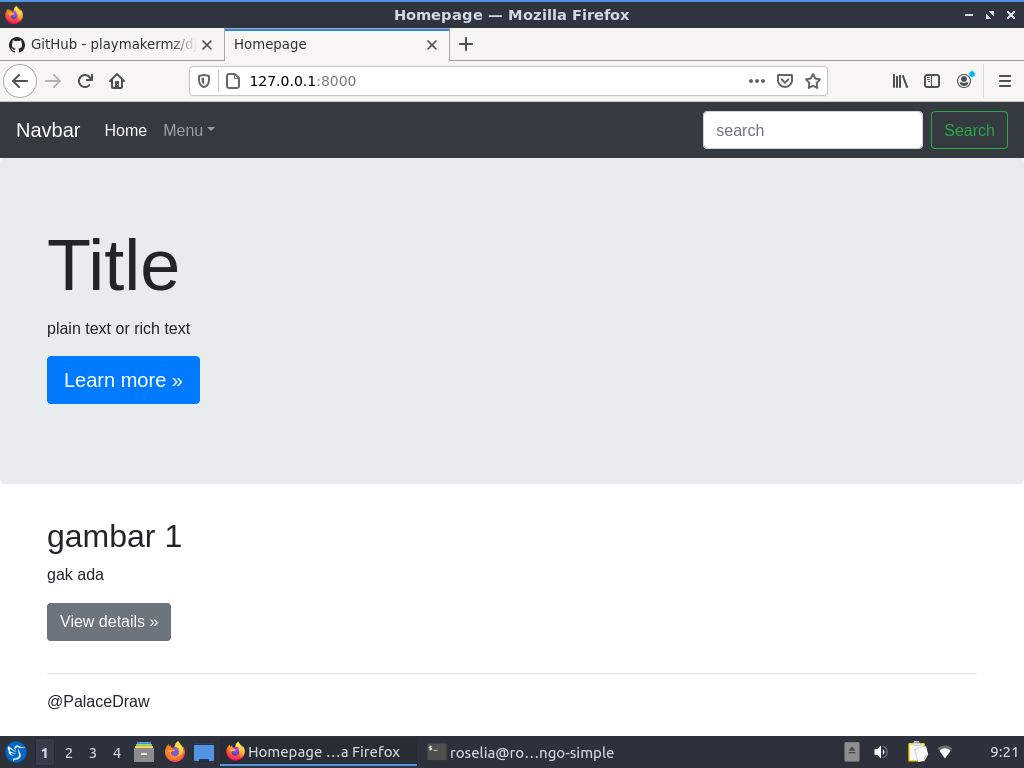 Homepage — Mozilla Firefox
GitHub - playmakermz/d
Homepage
127.0.0.1:8000
Navbar Home Menu search Search
Title
plain text or rich text
Learn more »
gambar 1
gak ada
View details »
@PalaceDraw
1 2 3 4 Homepage ...a Firefox roselia@ro...ngo-simple 9:21